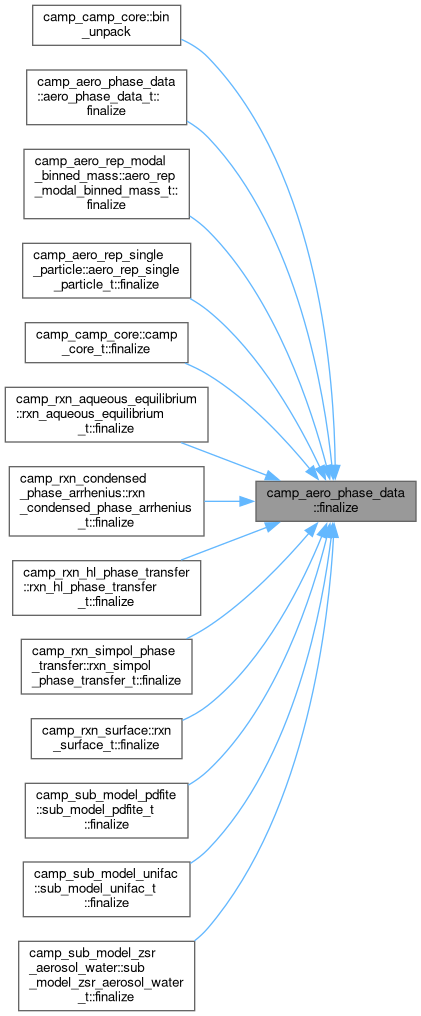 camp_camp_core::bin
_unpack
camp_aero_phase_data
::aero_phase_data_t::
finalize
camp_aero_rep_modal
_binned_mass::aero_rep
_modal_binned_mass_t::
finalize
camp_aero_rep_single
_particle::aero_rep_single
_particle_t::finalize
camp_camp_core::camp
_core_t::finalize
camp_rxn_aqueous_equilibrium
::rxn_aqueous_equilibrium
_t::finalize
camp_rxn_condensed
_phase_arrhenius::rxn
_condensed_phase_arrhenius
_t::finalize
camp_aero_phase_data
::finalize
camp_rxn_hl_phase_transfer
::rxn_hl_phase_transfer
_t::finalize
camp_rxn_simpol_phase
_transfer::rxn_simpol
_phase_transfer_t::finalize
camp_rxn_surface::rxn
_surface_t::finalize
camp_sub_model_pdfite
::sub_model_pdfite_t
::finalize
camp_sub_model_unifac
::sub_model_unifac_t
::finalize
camp_sub_model_zsr
_aerosol_water::sub
_model_zsr_aerosol_water
_t::finalize